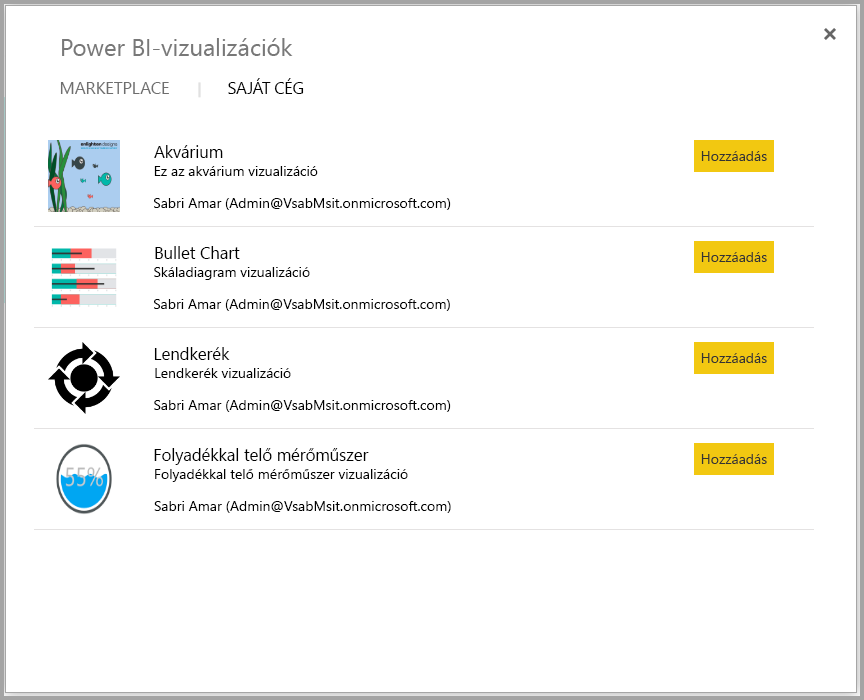 Power BI-vizualizációk
MARKETPLACE | SAJÁT CÉG
enlighten designs
Akvárium
Ez az akvárium vizualizáció
Sabri Amar (Admin@VsabMsit.onmicrosoft.com)
Hozzáadás
Bullet Chart
Skáladiagram vizualizáció
Sabri Amar (Admin@VsabMsit.onmicrosoft.com)
Hozzáadás
Lendkerék
Lendkerék vizualizáció
Sabri Amar (Admin@VsabMsit.onmicrosoft.com)
Hozzáadás
55%
Folyadékkal telő mérőműszer
Folyadékkal telő mérőműszer vizualizáció
Sabri Amar (Admin@VsabMsit.onmicrosoft.com)
Hozzáadás